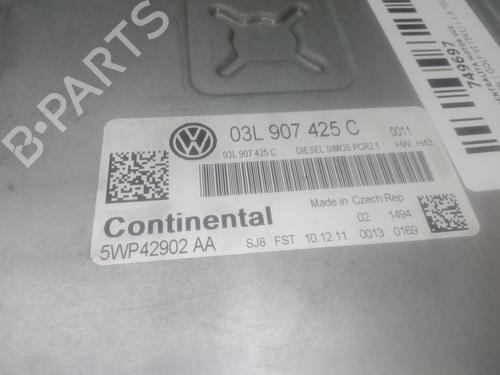 03L 907 425 C 0011
03L 907 425 C DIESEL SIMOS PCR2.1 HW: H43
Continental
Made in Czech Rep.
02 1494
5WP42902 AA SJ8 FST 10.12.11 0013 0169
749697
B-PARTS